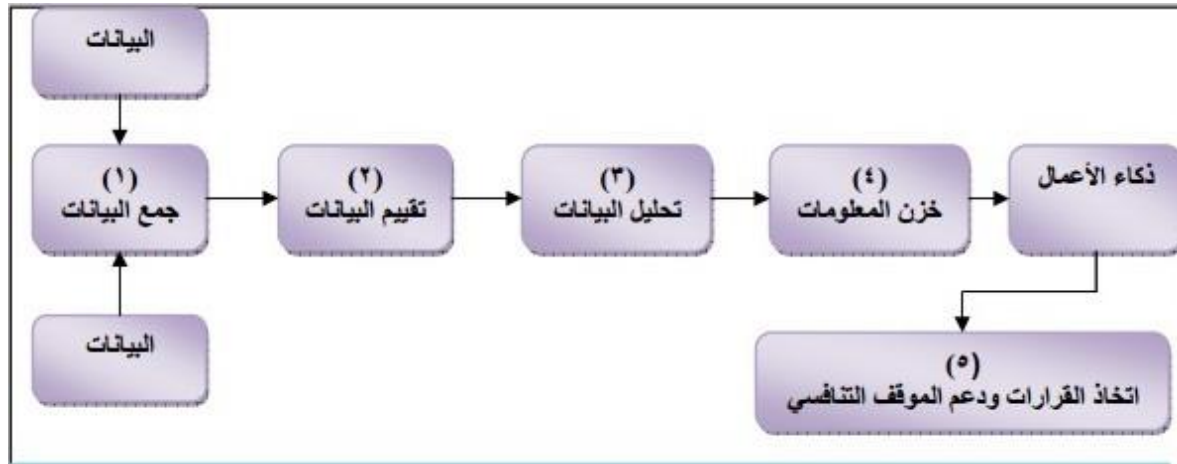 البيانات
(١)
جمع البيانات
(٢)
تقييم البيانات
(٣)
تحليل البيانات
(٤)
خزن المعلومات
ذكاء الأعمال
البيانات
(٥)
اتخاذ القرارات ودعم الموقف التنافسي